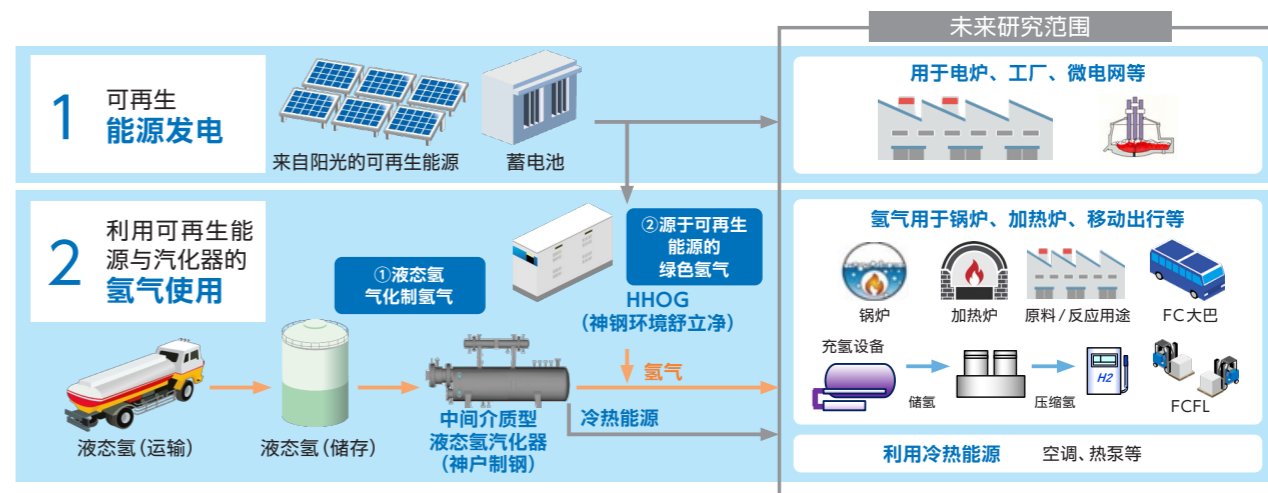 未来研究范围
1
可再生
能源发电
来自阳光的可再生能源
蓄电池
用于电炉、工厂、微电网等
2
利用可再生能
源与汽化器的
氢气使用
①液态氢
气化制氢气
②源于可再生
能源的
绿色氢气
HHOG
(神钢环境舒立净)
氢气
液态氢(运输)
液态氢(储存)
中间介质型
液态氢汽化器
(神户制钢)
冷热能源
氢气用于锅炉、加热炉、移动出行等
锅炉
加热炉
原料/反应用途
FC大巴
充氢设备
储氢
压缩氢
H2
FCFL
利用冷热能源 空调、热泵等